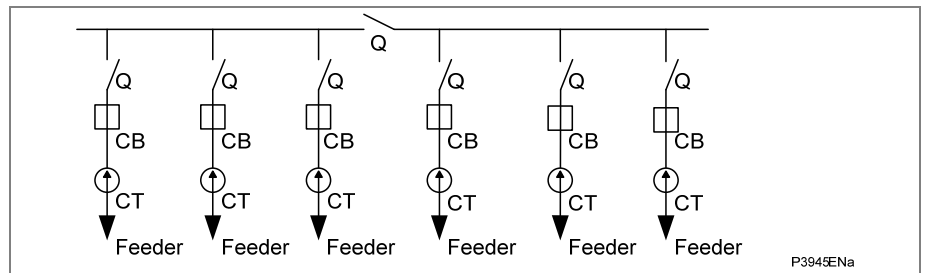 Q
Q Q Q Q Q Q
CB CB CB CB CB CB
CT CT CT CT CT CT
Feeder Feeder Feeder Feeder Feeder Feeder
P3945ENa